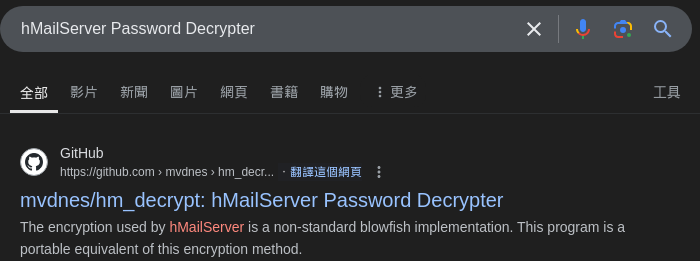 hMailServer Password Decrypter
全部 影片 新聞 圖片 網頁 書籍 購物 更多 工具
GitHub
https://github.com › mvdnes › hm_decr... · 翻譯這個網頁
mvdnes/hm_decrypt: hMailServer Password Decrypter
The encryption used by hMailServer is a non-standard blowfish implementation. This program is a
portable equivalent of this encryption method.